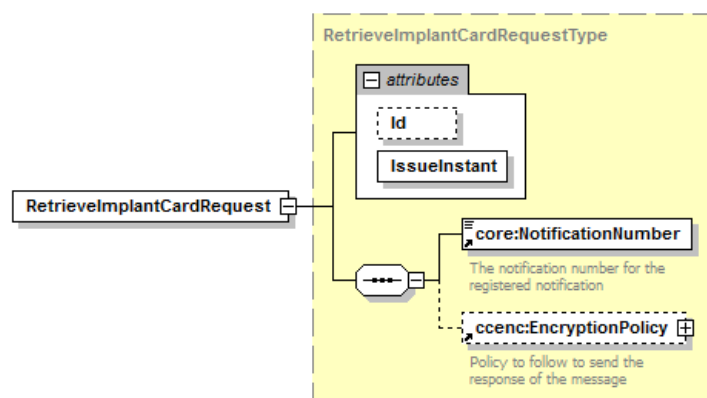 RetrieveImplantCardRequestType
attributes
Id
IssueInstant
RetrieveImplantCardRequest
core:NotificationNumber
The notification number for the
registered notification
ccenc:EncryptionPolicy
Policy to follow to send the
response of the message